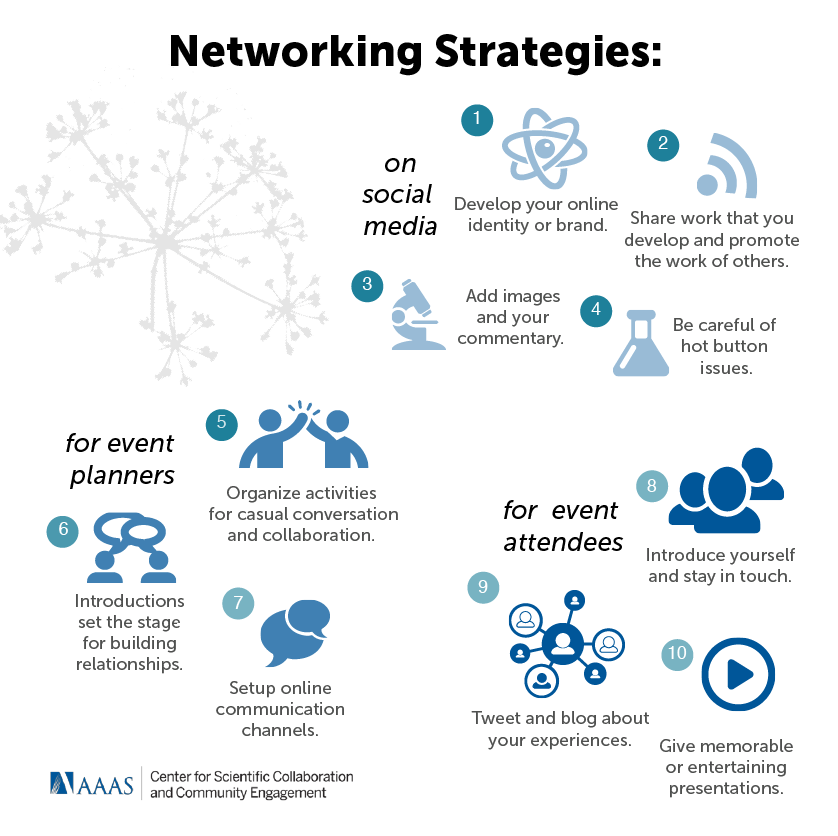 Networking Strategies:
on
social
media
1
Develop your online
identity or brand.
2
Share work that you
develop and promote
the work of others.
3
Add images
and your
commentary.
4
Be careful of
hot button
issues.
for event
planners
5
Organize activities
for casual conversation
and collaboration.
6
Introductions
set the stage
for building
relationships.
7
Setup online
communication
channels.
for event
attendees
8
Introduce yourself
and stay in touch.
9
Tweet and blog about
your experiences.
10
Give memorable
or entertaining
presentations.
AAAS
Center for Scientific Collaboration
and Community Engagement